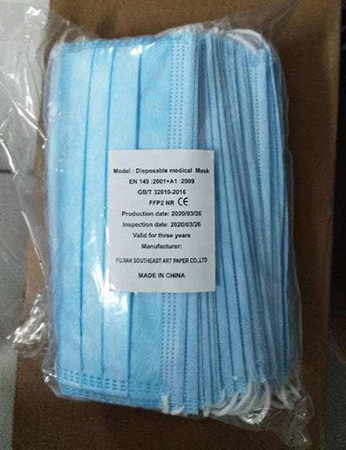 Model : Disposable medical Mask
EN 149 :2001+A1 :2009
GB/T 32610-2016
FFP2 NR CE
Production date: 2020/03/26
Inspection date: 2020/03/26
Valid for three years
Manufacturer:
FUJIAN SOUTHEAST ART PAPER CO.,LTD
MADE IN CHINA